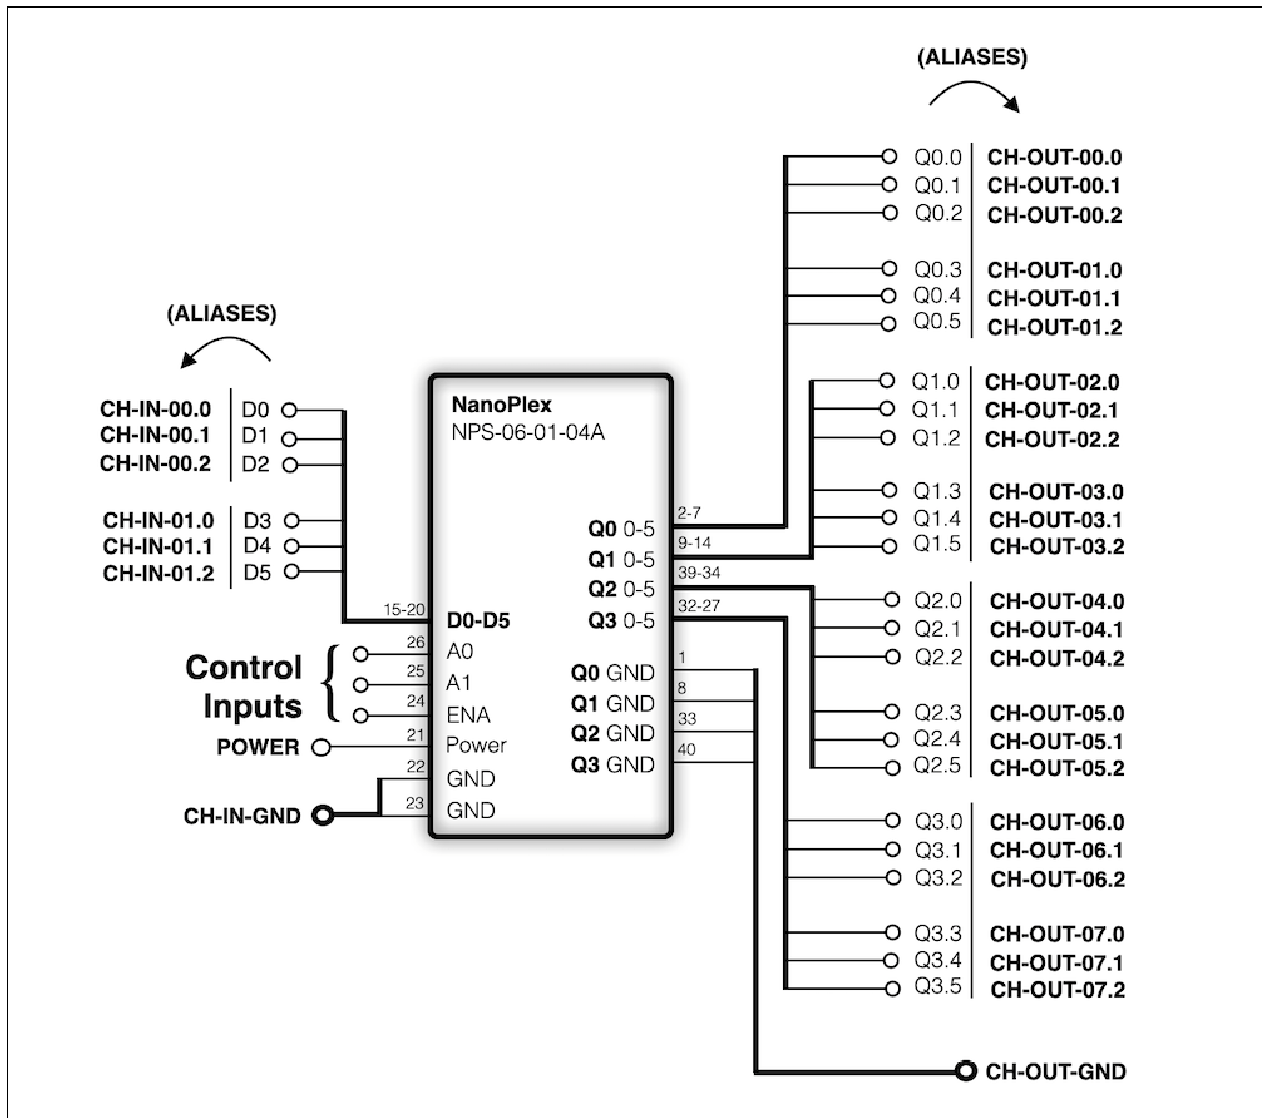 (ALIASES)
Q0.0 CH-OUT-00.0
Q0.1 CH-OUT-00.1
Q0.2 CH-OUT-00.2
Q0.3 CH-OUT-01.0
Q0.4 CH-OUT-01.1
Q0.5 CH-OUT-01.2
Q1.0 CH-OUT-02.0
Q1.1 CH-OUT-02.1
Q1.2 CH-OUT-02.2
Q1.3 CH-OUT-03.0
Q1.4 CH-OUT-03.1
Q1.5 CH-OUT-03.2
Q2.0 CH-OUT-04.0
Q2.1 CH-OUT-04.1
Q2.2 CH-OUT-04.2
Q2.3 CH-OUT-05.0
Q2.4 CH-OUT-05.1
Q2.5 CH-OUT-05.2
Q3.0 CH-OUT-06.0
Q3.1 CH-OUT-06.1
Q3.2 CH-OUT-06.2
Q3.3 CH-OUT-07.0
Q3.4 CH-OUT-07.1
Q3.5 CH-OUT-07.2
CH-OUT-GND
(ALIASES)
CH-IN-00.0 D0
CH-IN-00.1 D1
CH-IN-00.2 D2
CH-IN-01.0 D3
CH-IN-01.1 D4
CH-IN-01.2 D5
Control
Inputs
POWER
CH-IN-GND
15-20
26
25
24
21
22
23
NanoPlex
NPS-06-01-04A
D0-D5
A0
A1
ENA
Power
GND
GND
Q0 0-5
Q1 0-5
Q2 0-5
Q3 0-5
Q0 GND
Q1 GND
Q2 GND
Q3 GND
2-7
9-14
39-34
32-27
1
8
33
40